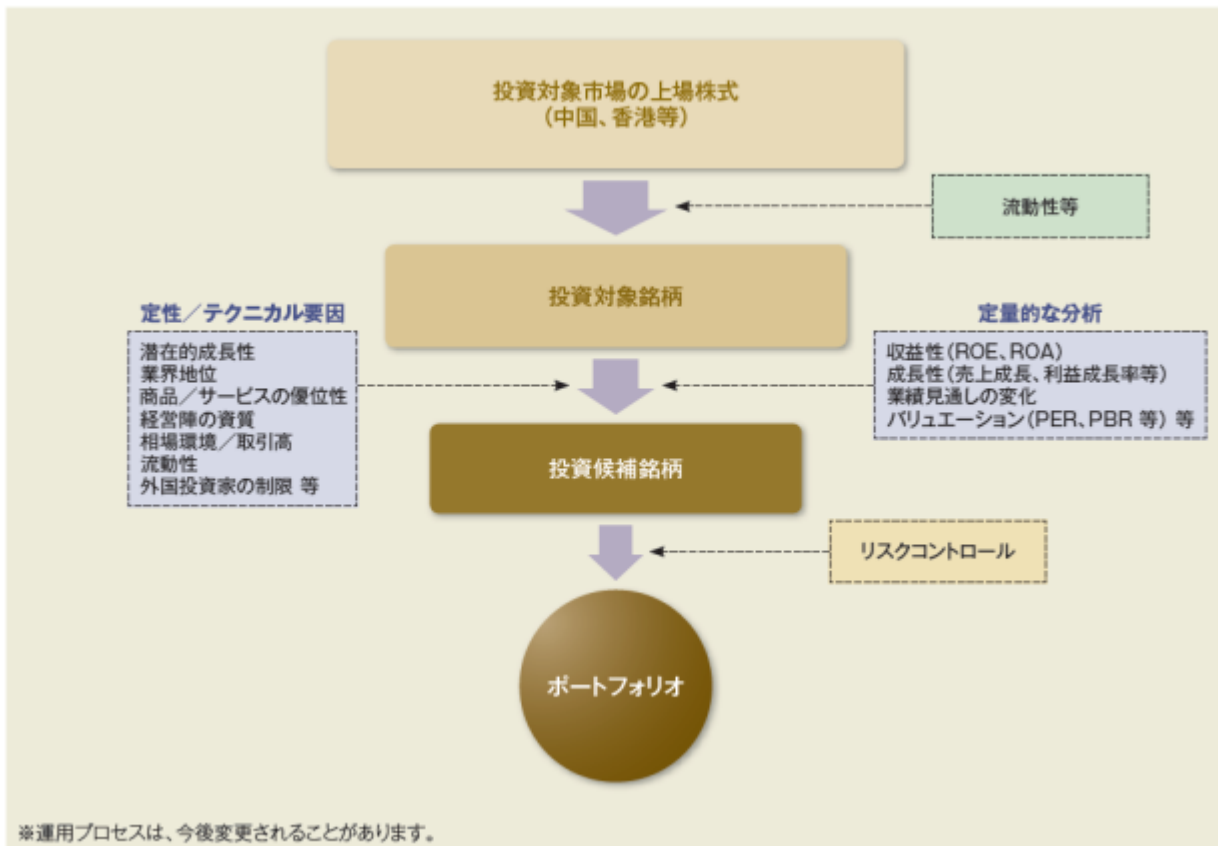 投資対象市場の上場株式
（中国、香港等）
流動性等
投資対象銘柄
定性／テクニカル要因
潜在的成長性
業界地位
商品／サービスの優位性
経営陣の資質
相場環境／取引高
流動性
外国投資家の制限 等
定量的な分析
収益性（ROE、ROA）
成長性（売上成長、利益成長率等）
業績見通しの変化
バリュエーション（PER、PBR 等） 等
投資候補銘柄
リスクコントロール
ポートフォリオ
※運用プロセスは、今後変更されることがあります。